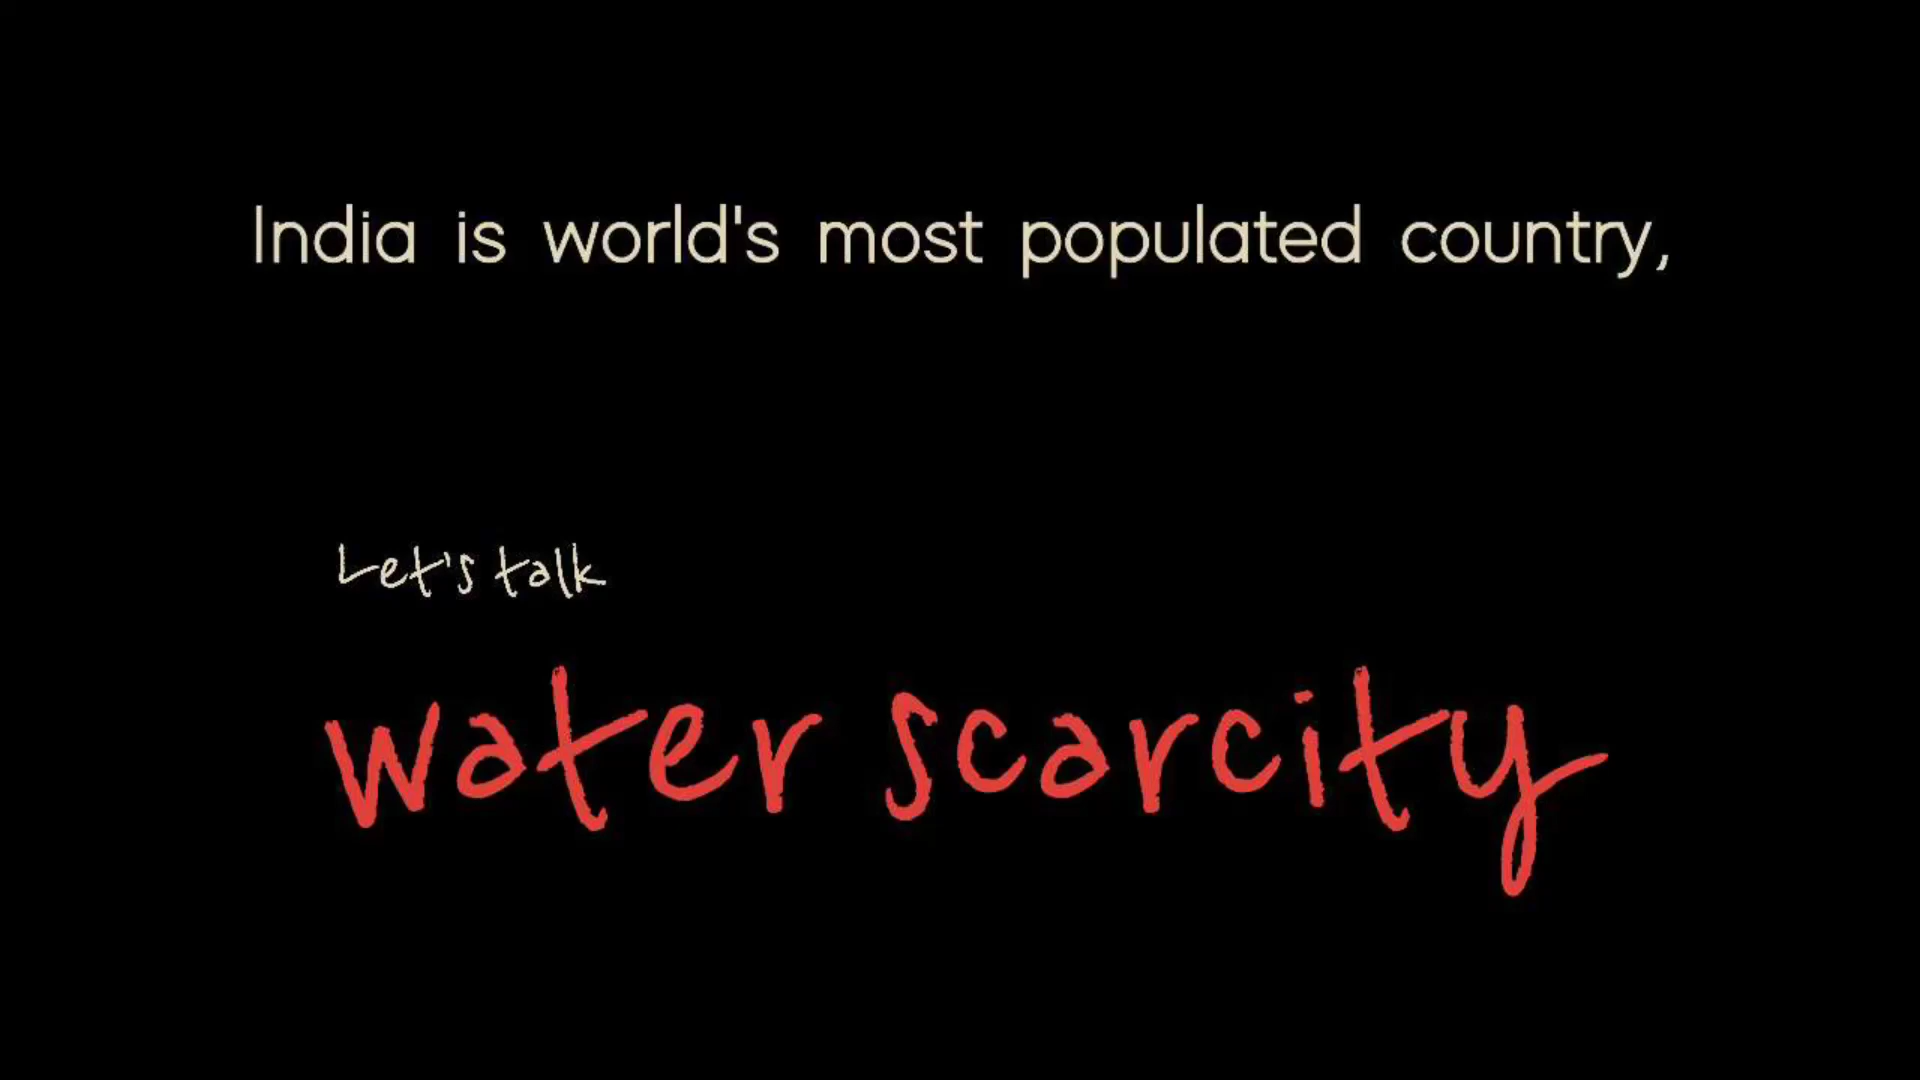 India is world's most populated country,
Let's talk
water scarcity